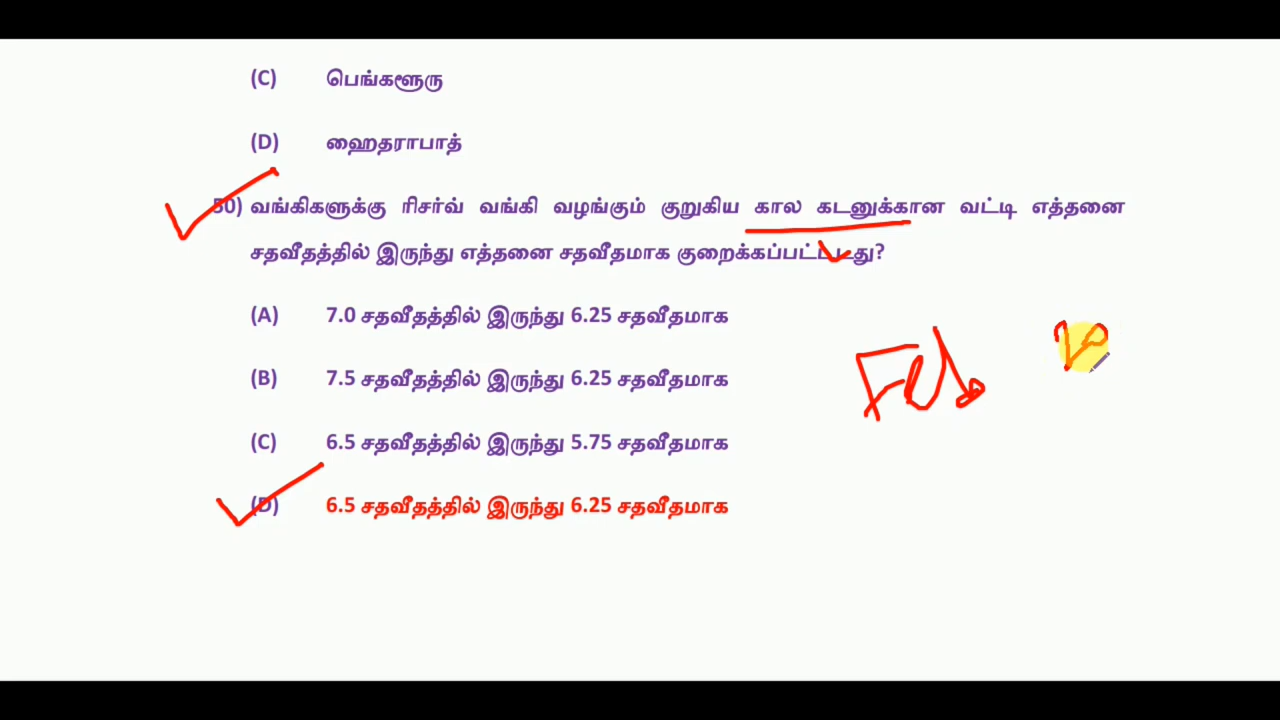 (C) பெங்களூரு
(D) ஹைதராபாத்
50) வங்கிகளுக்கு ரிசர்வ் வங்கி வழங்கும் குறுகிய கால கடனுக்கான வட்டி எத்தனை
சதவீதத்தில் இருந்து எத்தனை சதவீதமாக குறைக்கப்பட்டது?
(A) 7.0 சதவீதத்தில் இருந்து 6.25 சதவீதமாக
(B) 7.5 சதவீதத்தில் இருந்து 6.25 சதவீதமாக
(C) 6.5 சதவீதத்தில் இருந்து 5.75 சதவீதமாக
(D) 6.5 சதவீதத்தில் இருந்து 6.25 சதவீதமாக